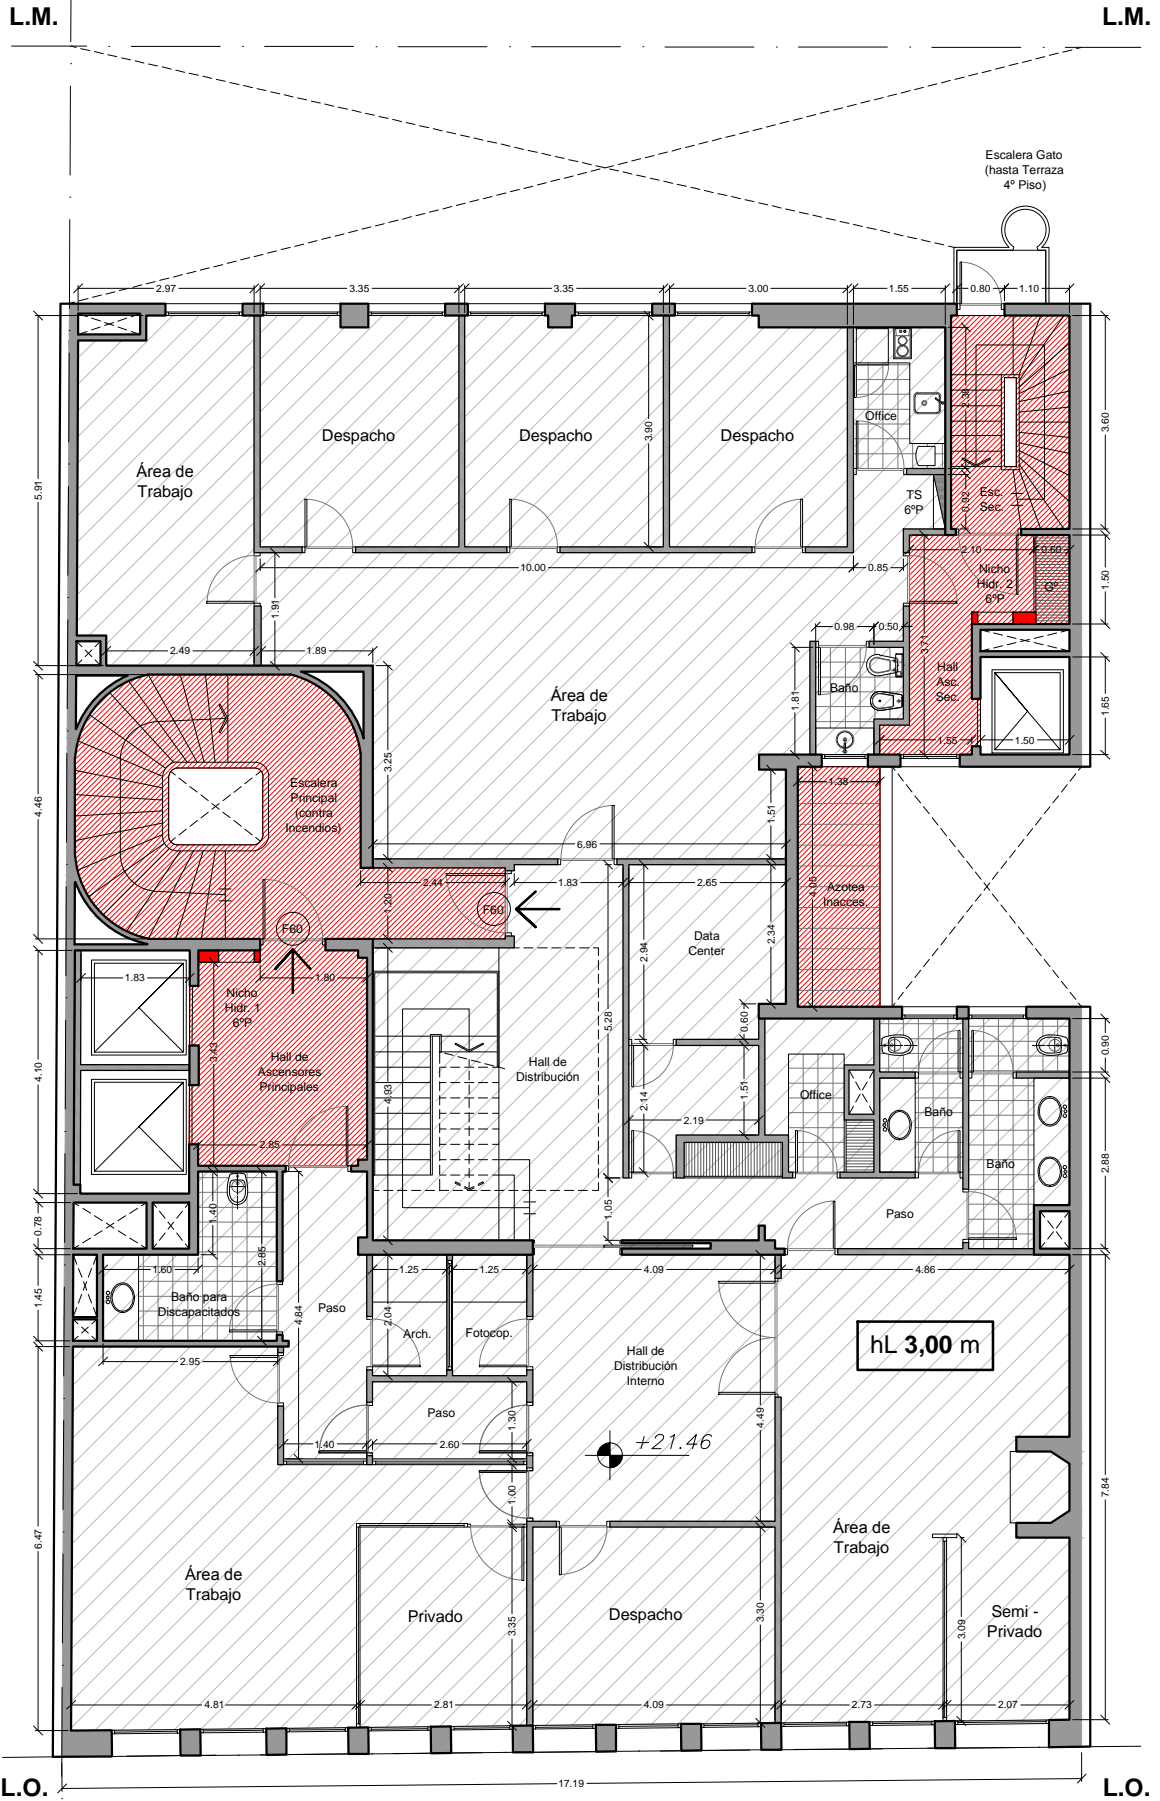 L.M.
L.M.
Escalera Gato
(hasta Terraza
4º Piso)
2.97
3.35
3.35
3.00
1.55
0.80
1.10
5.91
Área de
Trabajo
Despacho
Despacho
3.90
Despacho
Office
2.38
3.60
TS
6ºP
0.92
Esc.
Sec.
10.00
0.85
2.10
0.60
Nicho
Hidr. 2
6ºP
Gº
1.50
1.91
2.49
1.89
0.98
0.50
3.71
Hall
Asc.
Sec.
Baño
1.81
1.55
1.50
1.65
Área de
Trabajo
3.25
4.46
Escalera
Principal
(contra
Incendios)
1.38
1.51
6.96
4.05
Azotea
Inacces.
2.44
1.20
F60
1.83
2.65
F60
Data
Center
2.94
2.34
1.83
1.80
Nicho
Hidr. 1
6ºP
3.43
Hall de
Ascensores
Principales
4.10
2.85
4.93
5.28
Hall de
Distribución
0.60
2.14
1.51
2.19
Office
Baño
Baño
0.90
2.88
1.40
0.78
2.85
1.60
1.45
Baño para
Discapacitados
2.95
4.84
Paso
1.05
Paso
1.25
1.25
4.09
4.86
2.04
Arch.
Fotocop.
Hall de
Distribución
Interno
hL 3,00 m
Paso
1.30
1.40
2.60
4.49
+21.46
1.00
7.84
6.47
Área de
Trabajo
Privado
3.35
Despacho
3.30
Área de
Trabajo
3.09
Semi -
Privado
4.81
2.81
4.09
2.73
2.07
17.19
L.O.
L.O.